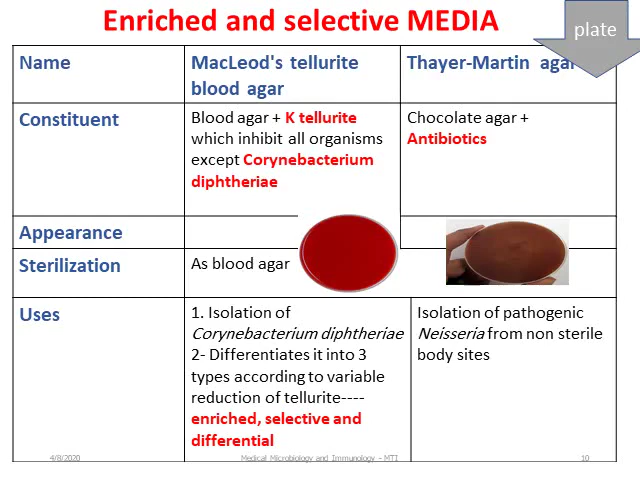 Enriched and selective MEDIA
plate
Name
MacLeod's tellurite
blood agar
Thayer-Martin agar
Constituent
Blood agar + K tellurite
which inhibit all organisms
except Corynebacterium
diphtheriae
Chocolate agar +
Antibiotics
Appearance
Sterilization
As blood agar
Uses
1. Isolation of
Corynebacterium diphtheriae
2- Differentiates it into 3
types according to variable
reduction of tellurite----
enriched, selective and
differential
Isolation of pathogenic
Neisseria from non sterile
body sites
4/8/2020
Medical Microbiology and Immunology - MTI
10